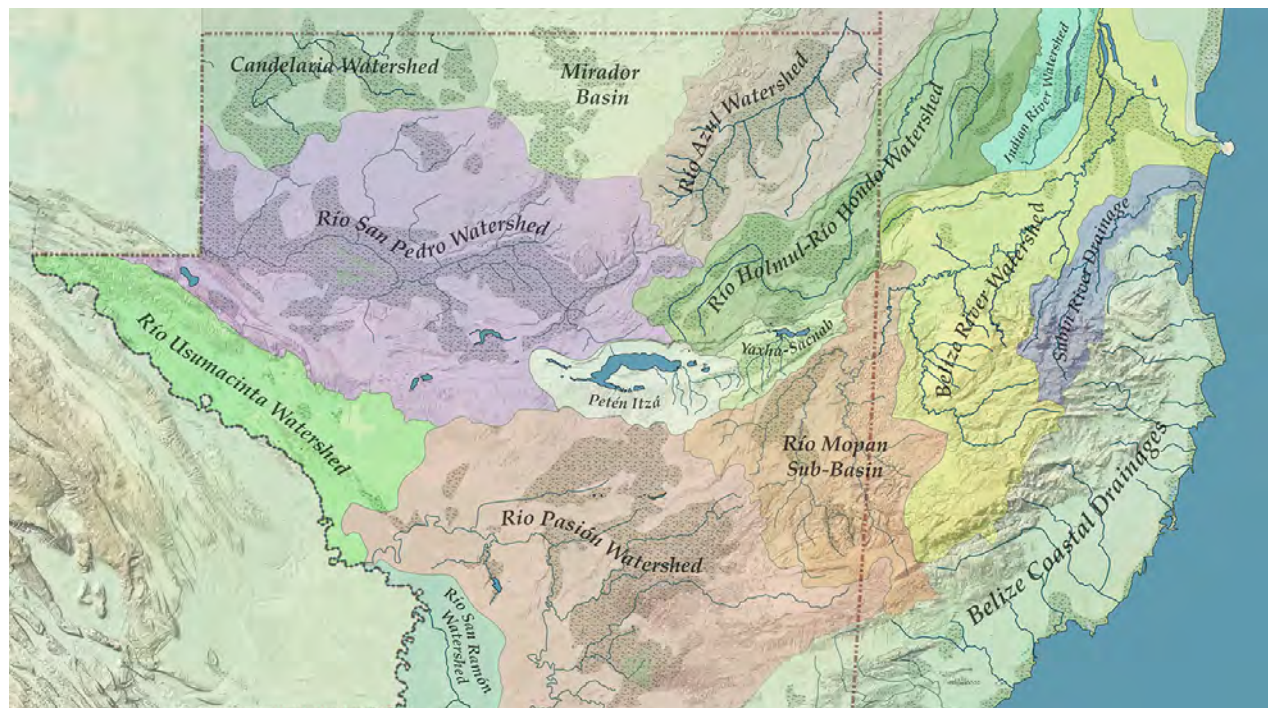 Candelaria Watershed
Mirador
Basin
Río Azul Watershed
Indian River Watershed
Río Holmul-Río Hondo-Watershed
Río San Pedro Watershed
Belize River Watershed
Sabin River Drainage
Yaxha-Sacnab
Petén Itzá
Río Usumacinta Watershed
Río Mopan
Sub-Basin
Río Pasión Watershed
Belize Coastal Drainages
Río San Ramón
Watershed